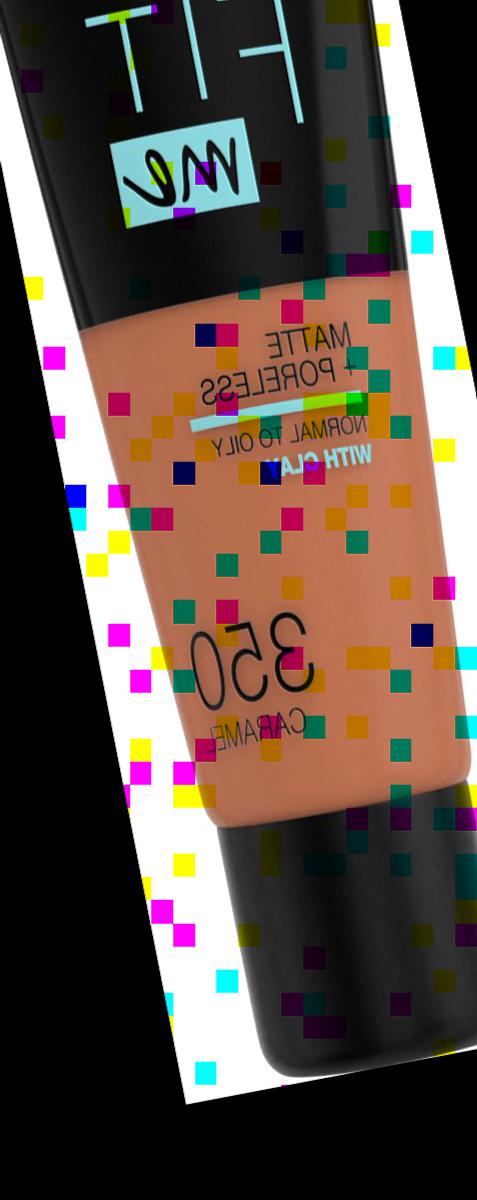 FIT
me
MATTE
+ PORELESS
NORMAL TO OILY
WITH CLAY
350
CARAMEL